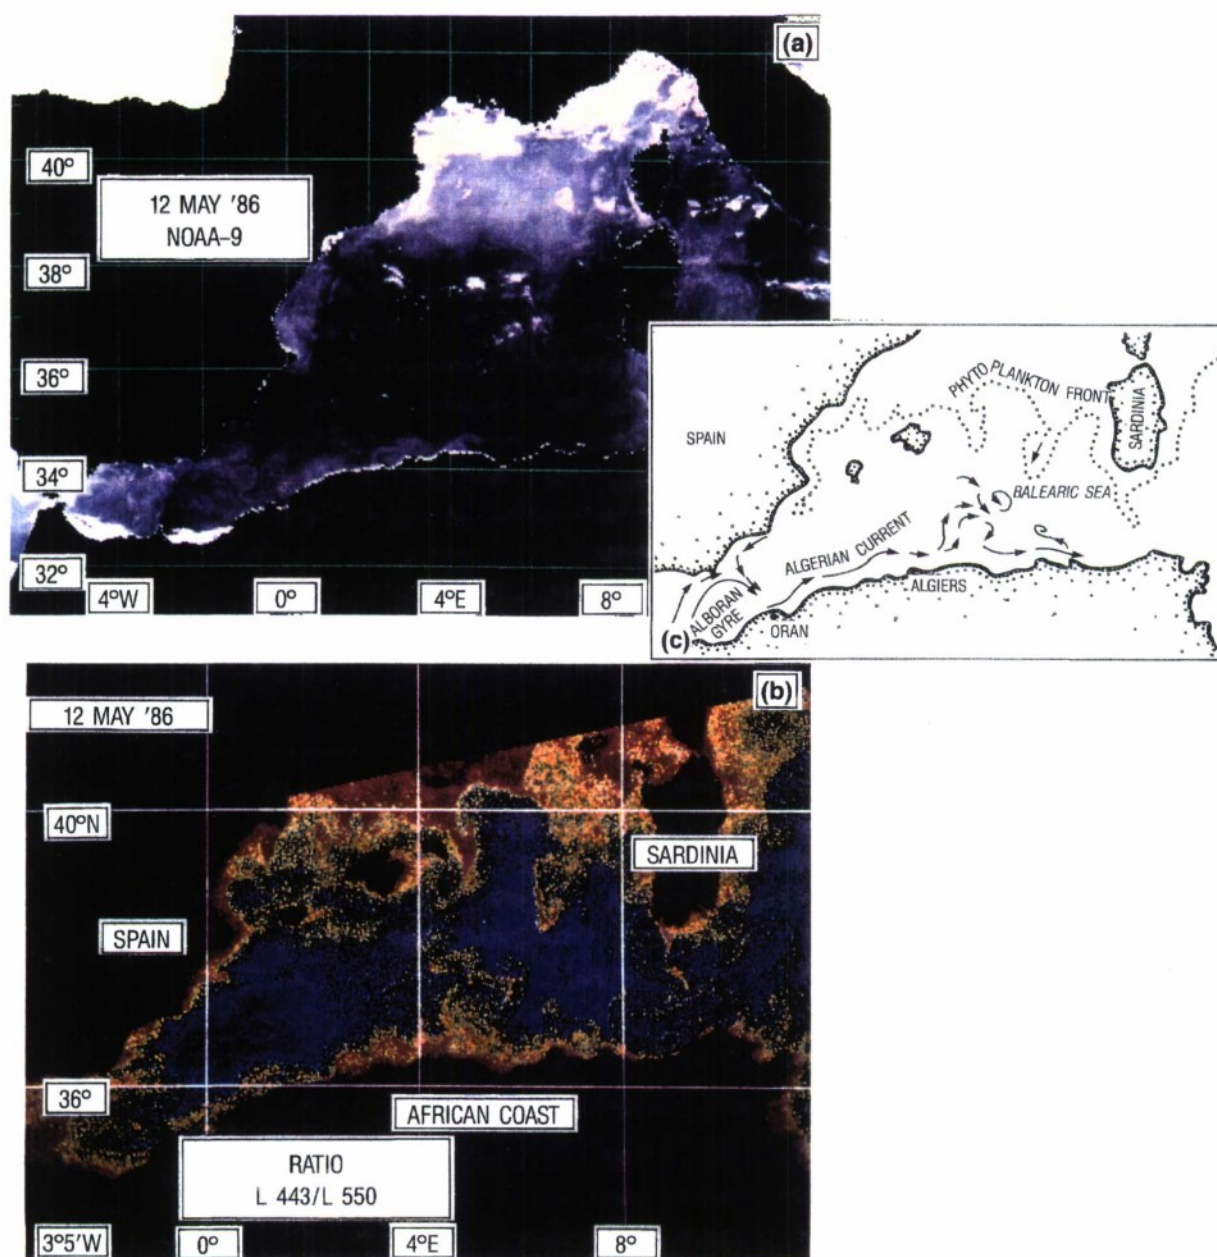 (a)
40°
12 MAY '86
NOAA-9
38°
36°
34°
32°
4°W
0°
4°E
8°
PHYTO PLANKTON FRONT
SPAIN
SARDINIA
BALEARIC SEA
ALGERIAN CURRENT
ALGIERS
ALBORAN
GYRE
ORAN
(c)
(b)
12 MAY '86
40°N
SARDINIA
SPAIN
36°
AFRICAN COAST
RATIO
L 443/L 550
3°5'W
0°
4°E
8°